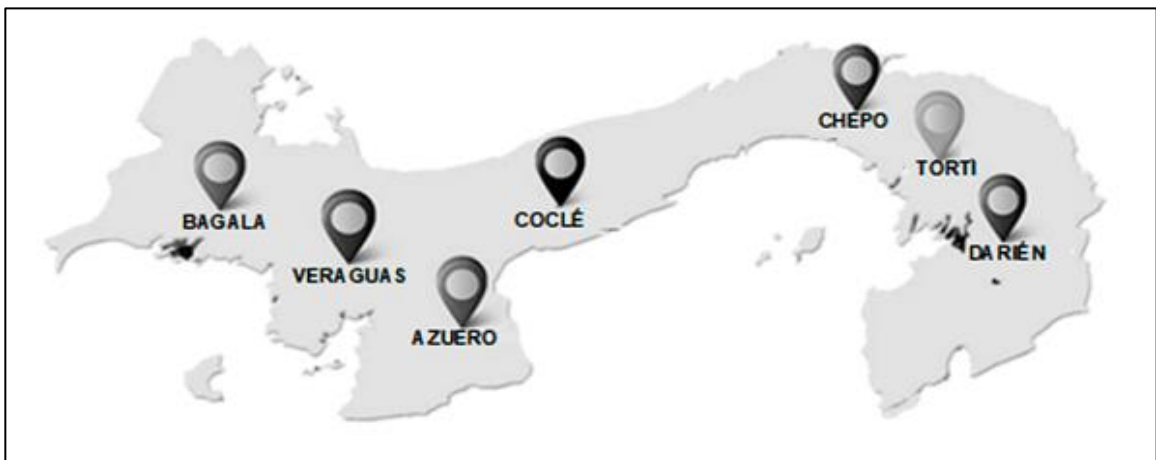 CHEPO
TORTI
BAGALA
COCLÉ
DARIÉN
VERAGUAS
AZUERO